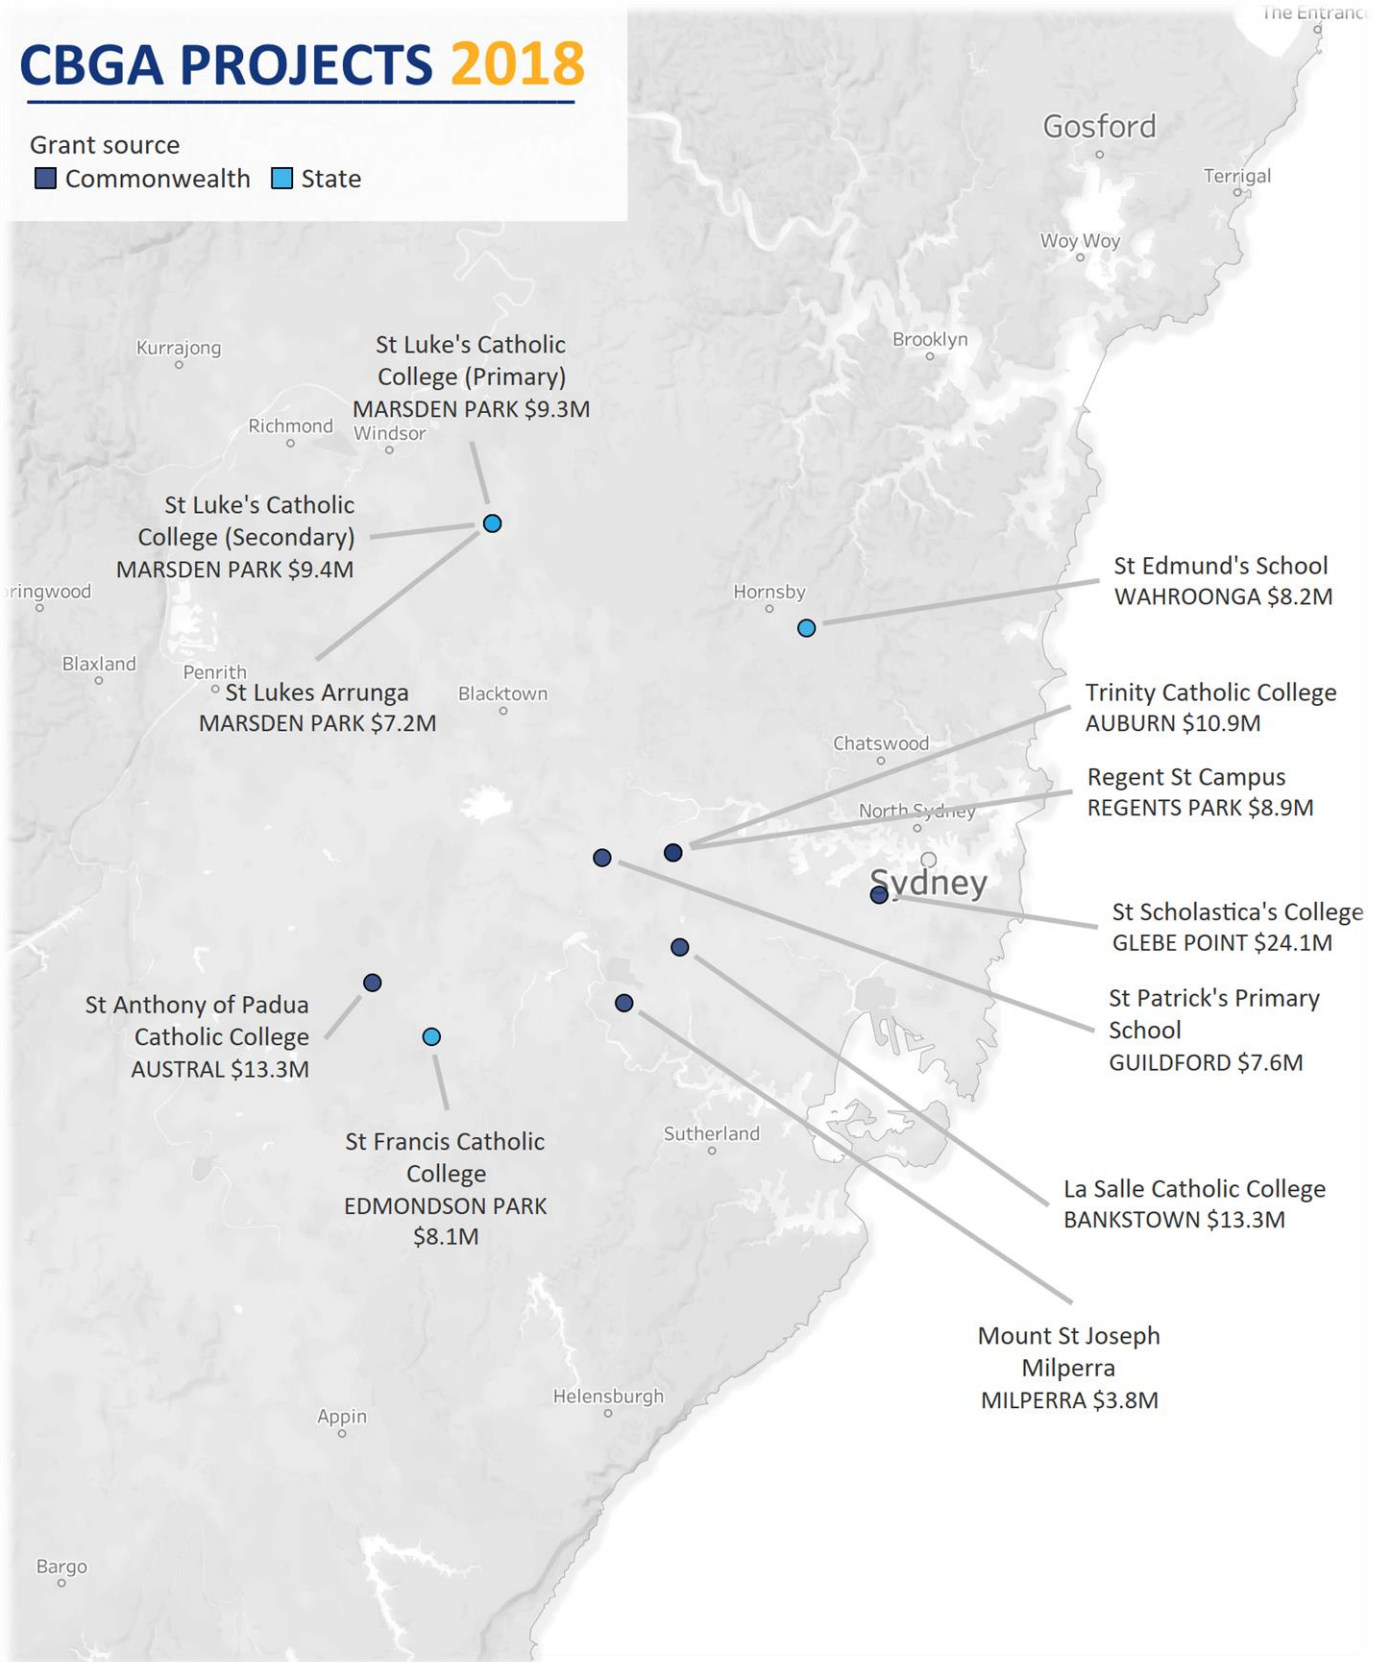 The Entranc
CBGA PROJECTS 2018
Grant source
Commonwealth State
Gosford
Terrigal
Woy Woy
Brooklyn
Kurrajong
St Luke's Catholic
College (Primary)
MARSDEN PARK $9.3M
Richmond
Windsor
St Luke's Catholic
College (Secondary)
MARSDEN PARK $9.4M
St Edmund's School
WAHROONGA $8.2M
Hornsby
ringwood
Blaxland
Penrith
St Lukes Arrunga
MARSDEN PARK $7.2M
Blacktown
Trinity Catholic College
AUBURN $10.9M
Chatswood
Regent St Campus
REGENTS PARK $8.9M
North Sydney
Sydney
St Scholastica's College
GLEBE POINT $24.1M
St Anthony of Padua
Catholic College
AUSTRAL $13.3M
St Patrick's Primary
School
GUILDFORD $7.6M
St Francis Catholic
College
EDMONDSON PARK
$8.1M
Sutherland
La Salle Catholic College
BANKSTOWN $13.3M
Mount St Joseph
Milperra
MILPERRA $3.8M
Helensburgh
Appin
Bargo